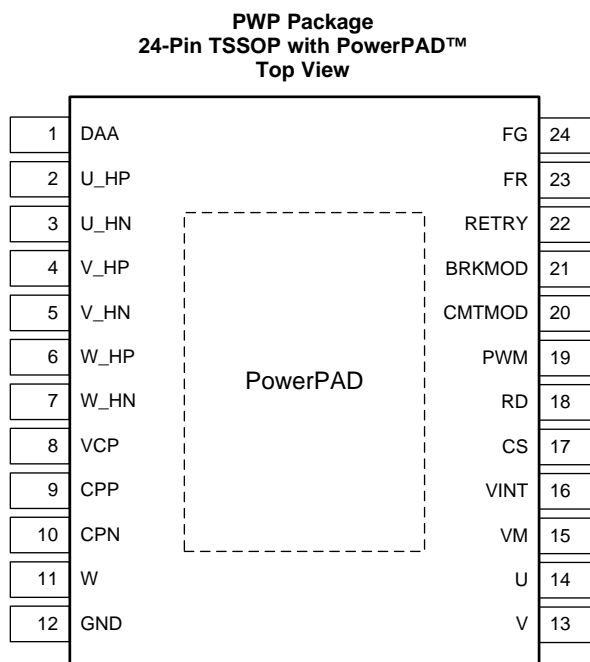 PWP Package
24-Pin TSSOP with PowerPAD™
Top View
1 DAA FG 24
2 U_HP FR 23
3 U_HN RETRY 22
4 V_HP BRKMOD 21
5 V_HN CMTMOD 20
6 W_HP PWM 19
PowerPAD
7 W_HN RD 18
8 VCP CS 17
9 CPP VINT 16
10 CPN VM 15
11 W U 14
12 GND V 13